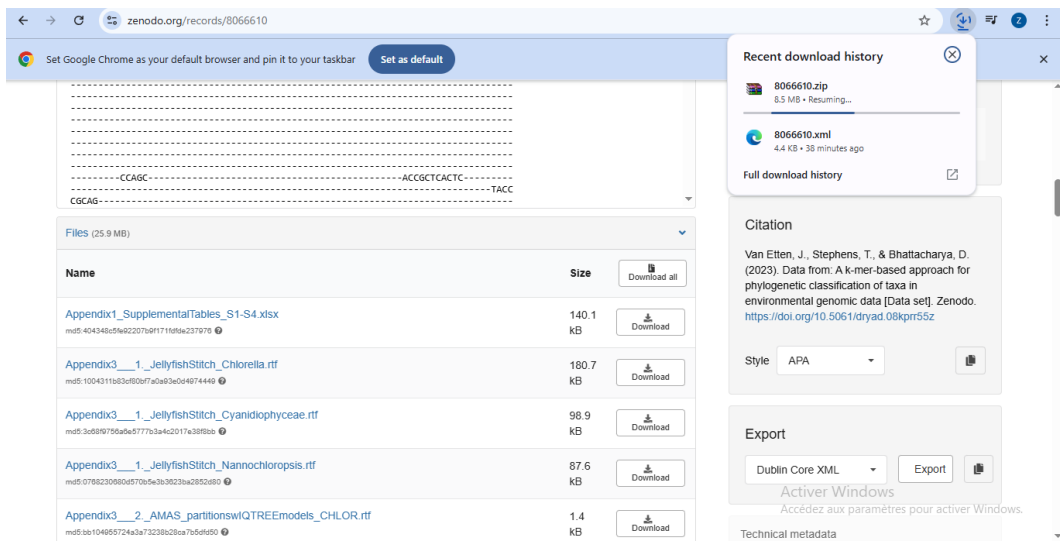 zenodo.org/records/8066610
Z
Set Google Chrome as your default browser and pin it to your taskbar
Set as default
Recent download history
8066610.zip
8.5 MB • Resuming...
8066610.xml
4.4 KB • 38 minutes ago
Full download history
---------CCAGC----------------------------------------------------ACCGCTCACTC---------
-------------------------------------------------------------------------------------TACC
CGCAG------------------------------------------------------------------------------------
Files (25.9 MB)
Name
Size
Download all
Appendix1_SupplementalTables_S1-S4.xlsx
140.1 kB
Download
md5:404348c5fe92207b9f171fdfde237976
Appendix3___1._JellyfishStitch_Chlorella.rtf
180.7 kB
Download
md5:1004311b83cf80bf7a0a93e0d4974449
Appendix3___1._JellyfishStitch_Cyanidiophyceae.rtf
98.9 kB
Download
md5:3c68f9756a6e5777b3a4c2017e38f8bb
Appendix3___1._JellyfishStitch_Nannochloropsis.rtf
87.6 kB
Download
md5:0768230680d570b5e3b3623ba2852d80
Appendix3___2._AMAS_partitionswIQTREEmodels_CHLOR.rtf
1.4 kB
Download
md5:bb104955724a3a73238b28ca7b5dfd50
Citation
Van Etten, J., Stephens, T., & Bhattacharya, D.
(2023). Data from: A k-mer-based approach for
phylogenetic classification of taxa in
environmental genomic data [Data set]. Zenodo.
https://doi.org/10.5061/dryad.08kprr55z
Style
APA
Export
Dublin Core XML
Export
Activer Windows
Accédez aux paramètres pour activer Windows.
Technical metadata